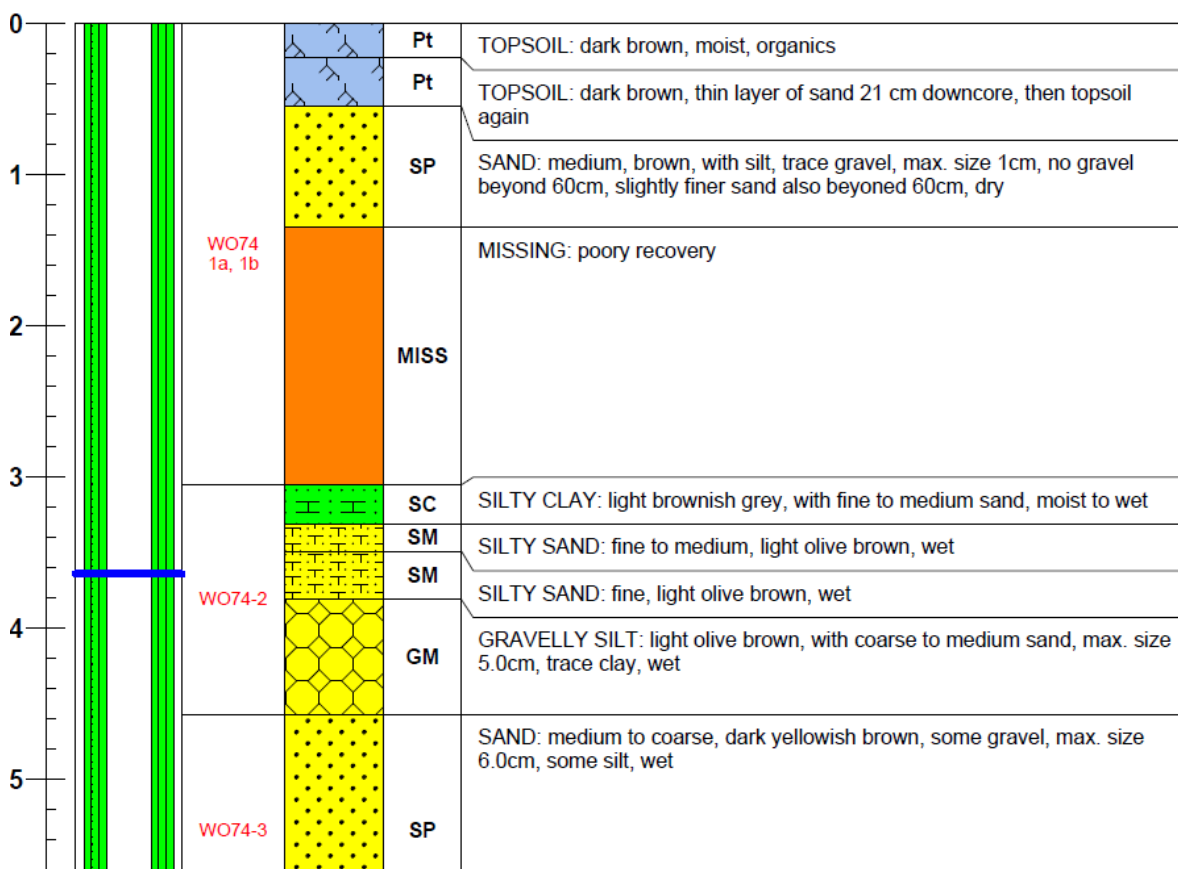 0
Pt
TOPSOIL: dark brown, moist, organics
Pt
TOPSOIL: dark brown, thin layer of sand 21 cm downcore, then topsoil
again
SP
SAND: medium, brown, with silt, trace gravel, max. size 1cm, no gravel
beyond 60cm, slightly finer sand also beyoned 60cm, dry
1
WO74
1a, 1b
MISSING: poory recovery
2
MISS
3
SC
SILTY CLAY: light brownish grey, with fine to medium sand, moist to wet
SM
SILTY SAND: fine to medium, light olive brown, wet
SM
SILTY SAND: fine, light olive brown, wet
WO74-2
4
GM
GRAVELLY SILT: light olive brown, with coarse to medium sand, max. size
5.0cm, trace clay, wet
SAND: medium to coarse, dark yellowish brown, some gravel, max. size
6.0cm, some silt, wet
5
WO74-3
SP